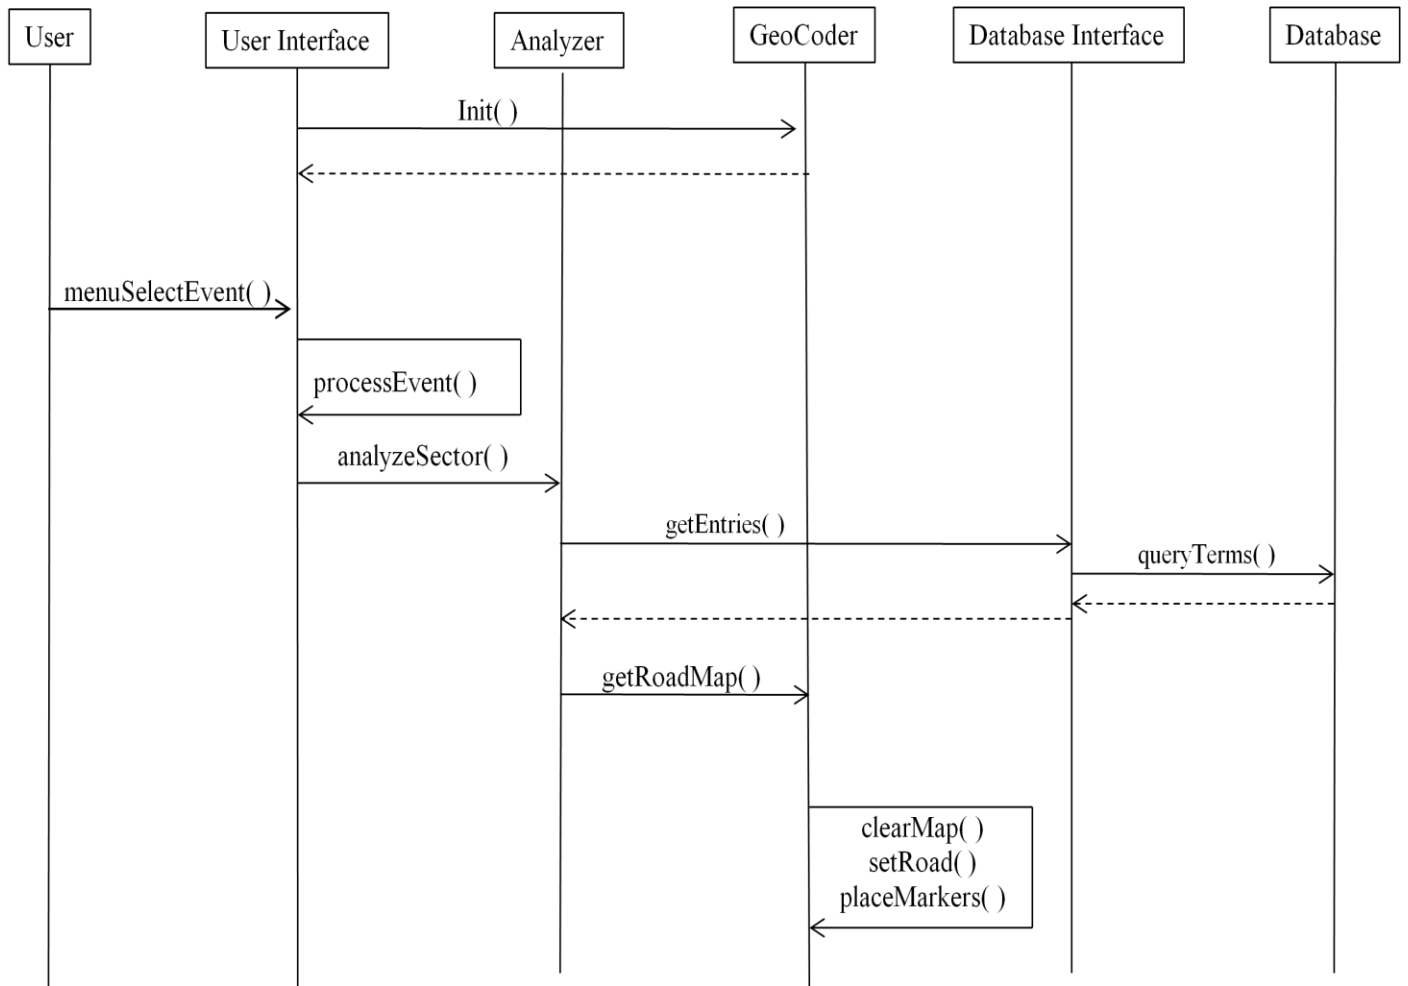 User
User Interface
Analyzer
GeoCoder
Database Interface
Database
Init( )
menuSelectEvent( )
processEvent( )
analyzeSector( )
getEntries( )
queryTerms( )
getRoadMap( )
clearMap( )
setRoad( )
placeMarkers( )